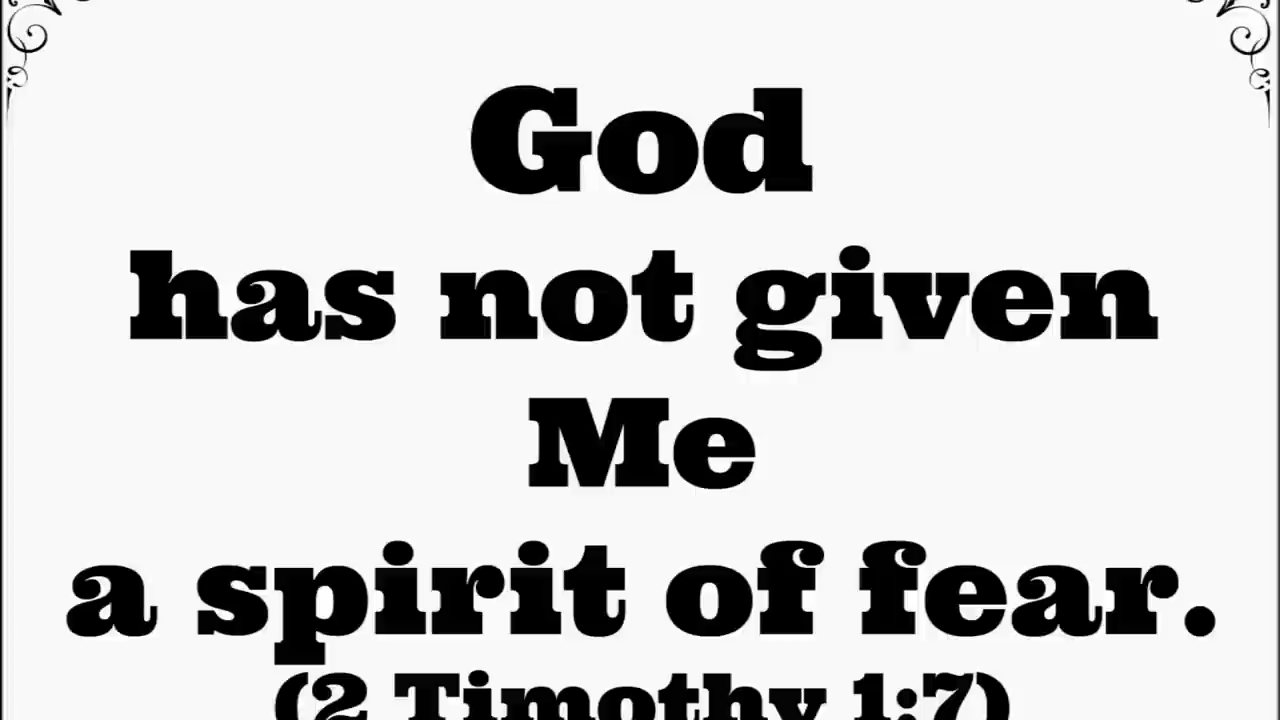 God
has not given
Me
a spirit of fear.
(2 Timothy 1:7)